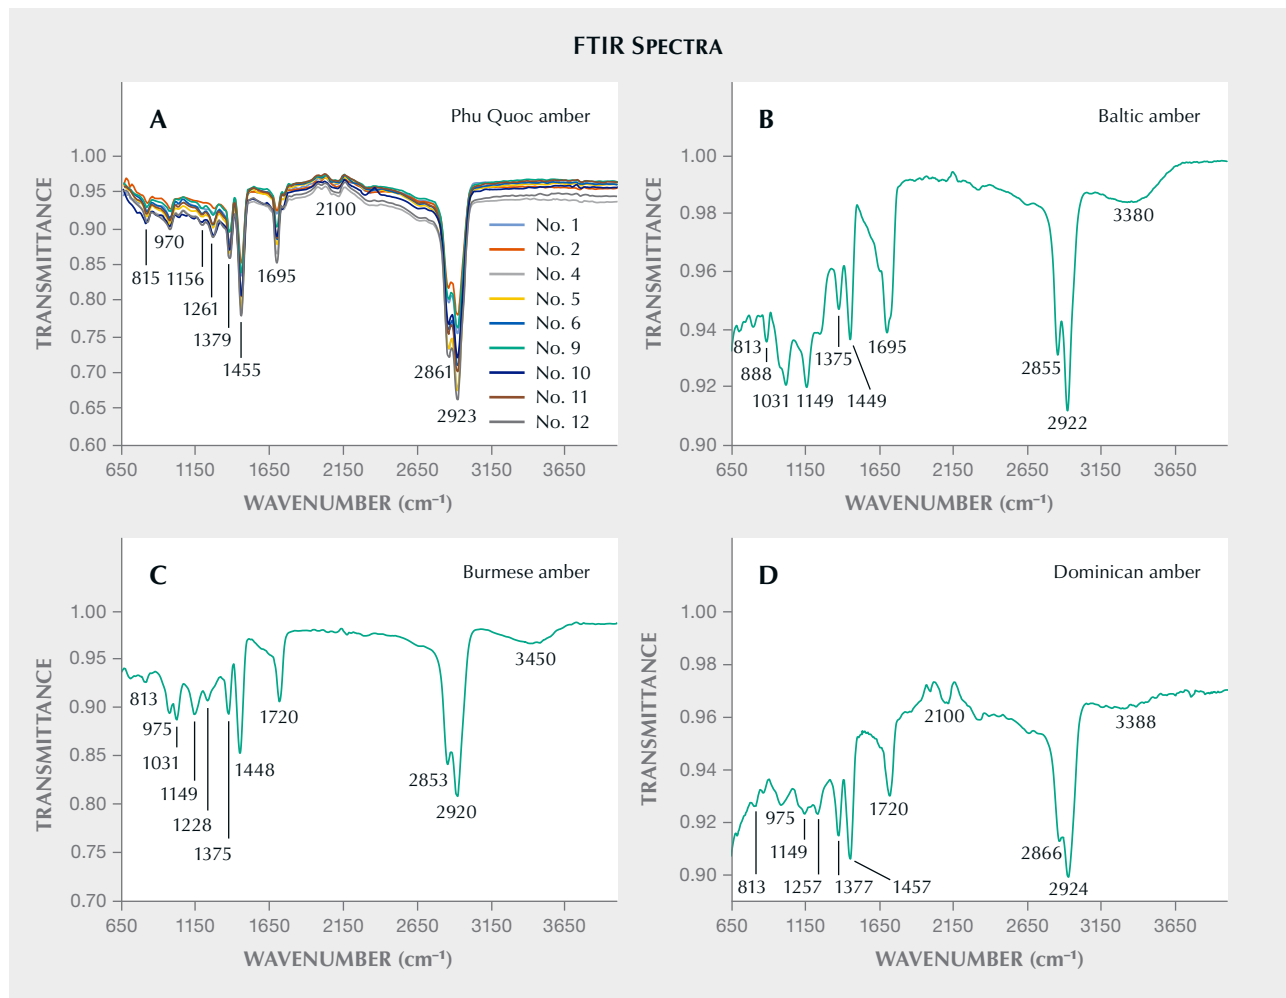 FTIR SPECTRA
A
Phu Quoc amber
TRANSMITTANCE
1.00
0.95
0.90
0.85
0.80
0.75
0.70
0.65
0.60
815
970
1156
1261
1379
1455
1695
2100
2861
2923
No. 1
No. 2
No. 4
No. 5
No. 6
No. 9
No. 10
No. 11
No. 12
650 1150 1650 2150 2650 3150 3650
WAVENUMBER (cm⁻¹)
B
Baltic amber
TRANSMITTANCE
1.00
0.98
0.96
0.94
0.92
0.90
813
888
1031
1149
1375
1449
1695
2855
2922
3380
650 1150 1650 2150 2650 3150 3650
WAVENUMBER (cm⁻¹)
C
Burmese amber
TRANSMITTANCE
1.00
0.95
0.90
0.85
0.80
0.75
0.70
813
975
1031
1149
1228
1375
1448
1720
2853
2920
3450
650 1150 1650 2150 2650 3150 3650
WAVENUMBER (cm⁻¹)
D
Dominican amber
TRANSMITTANCE
1.00
0.98
0.96
0.94
0.92
0.90
813
975
1149
1257
1377
1457
1720
2100
2866
2924
3388
650 1150 1650 2150 2650 3150 3650
WAVENUMBER (cm⁻¹)